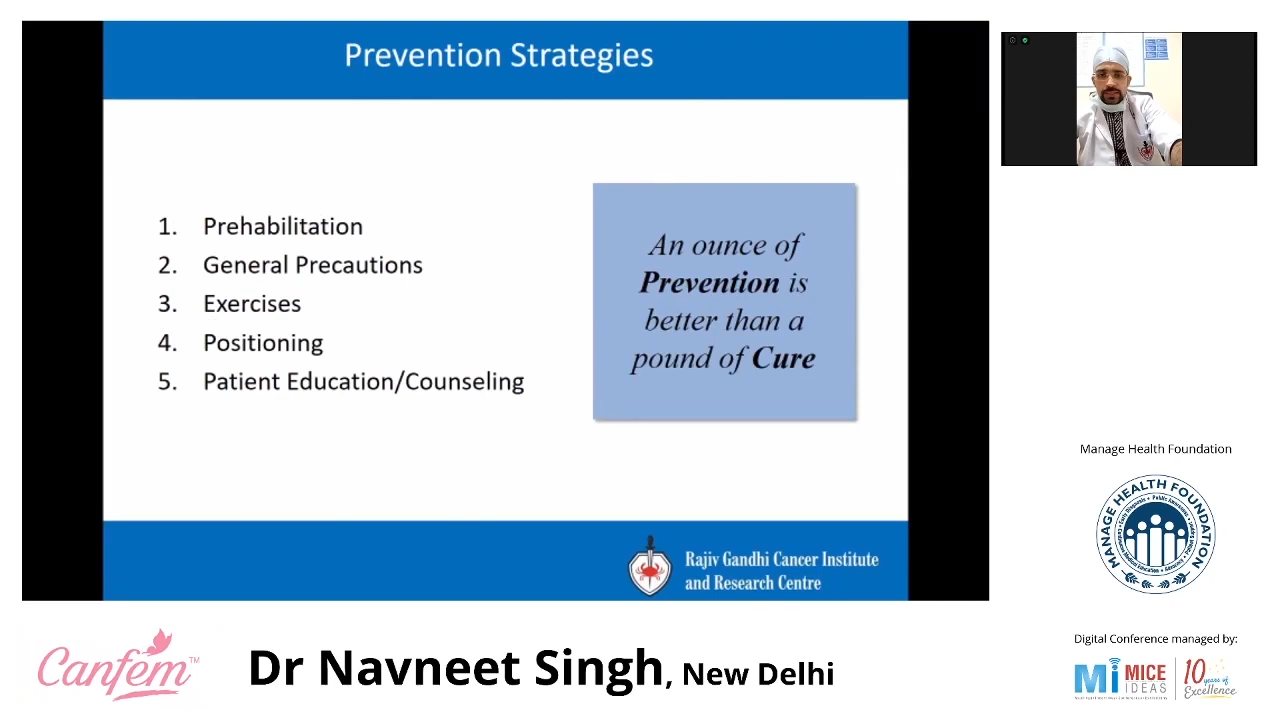 Prevention Strategies
1. Prehabilitation
2. General Precautions
3. Exercises
4. Positioning
5. Patient Education/Counseling
An ounce of
Prevention is
better than a
pound of Cure
Rajiv Gandhi Cancer Institute
and Research Centre
Manage Health Foundation
MANAGE HEALTH FOUNDATION
Digital Conference managed by:
Mi MICE IDEAS
10 years of Excellence
Canfem™
Dr Navneet Singh, New Delhi